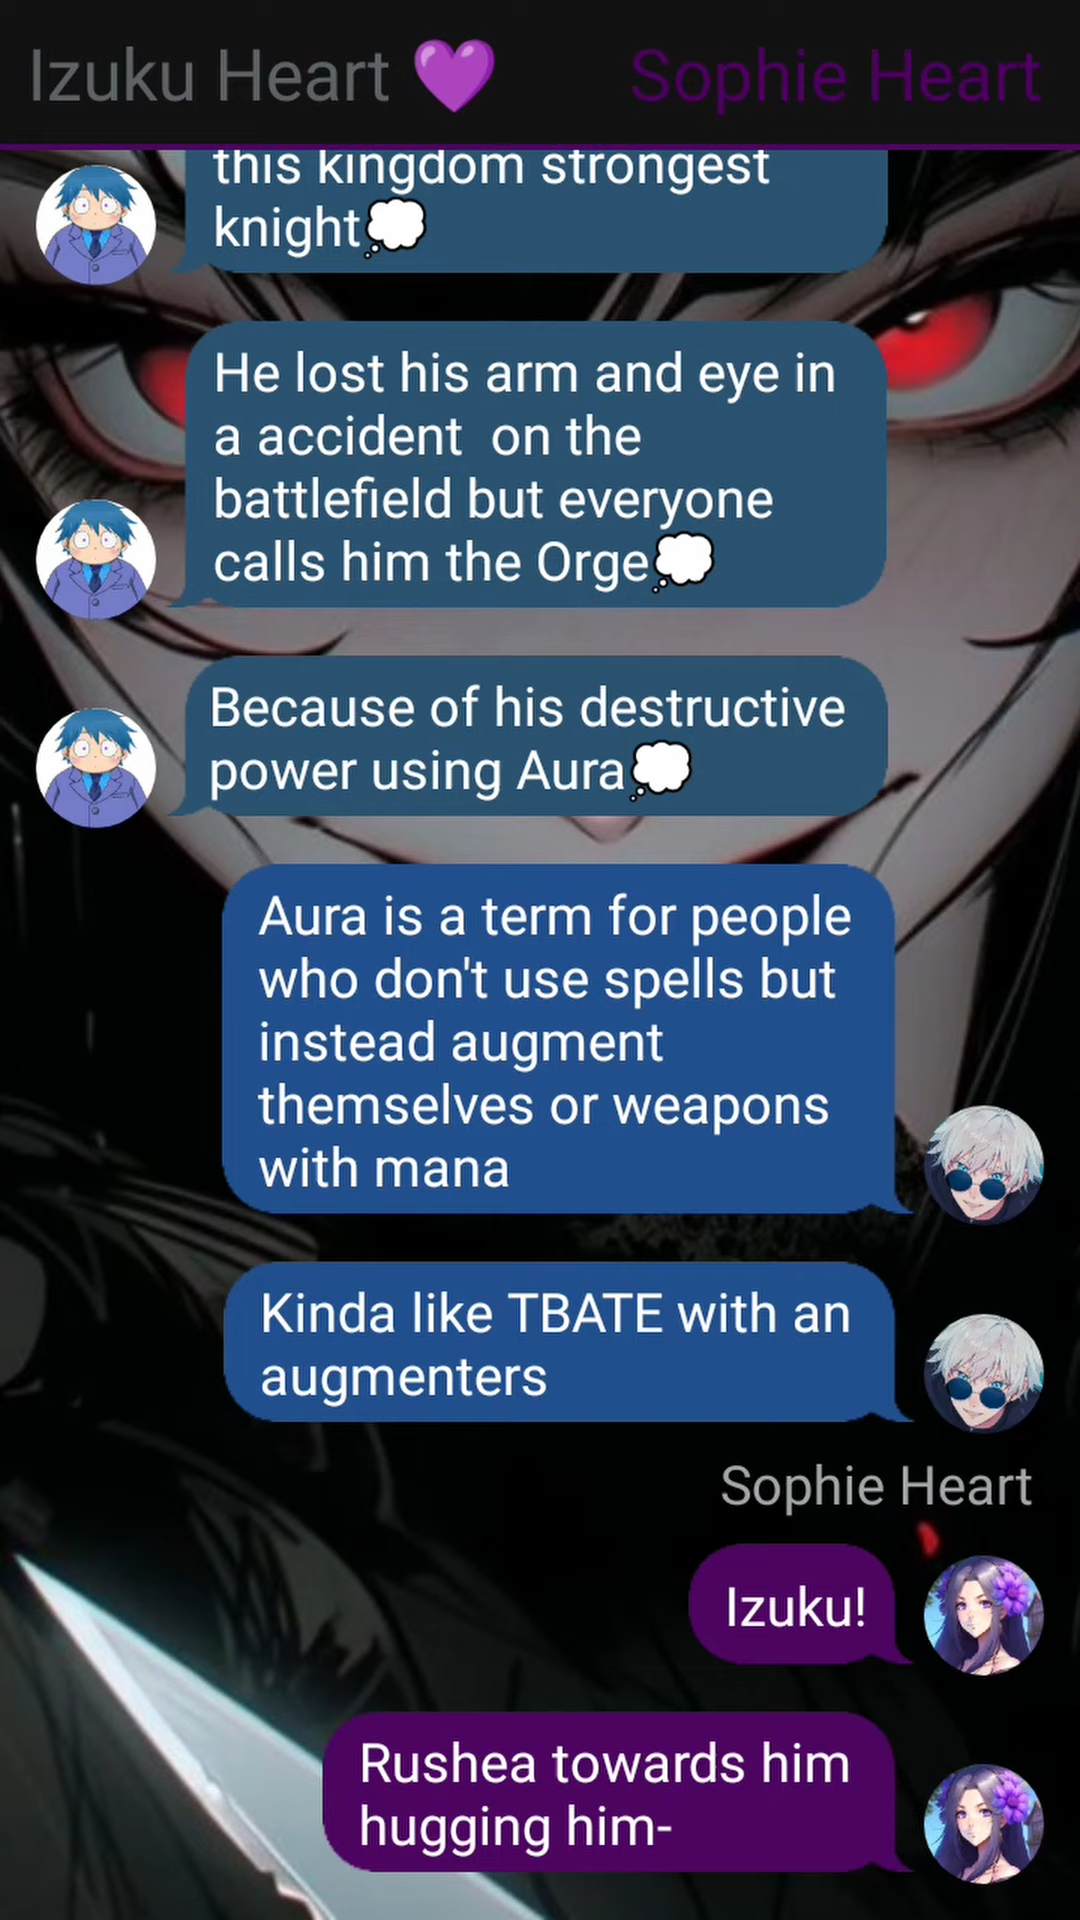 Izuku Heart 💜 Sophie Heart
this kingdom strongest
knight💭
He lost his arm and eye in
a accident  on the
battlefield but everyone
calls him the Orge💭
Because of his destructive
power using Aura💭
Aura is a term for people
who don't use spells but
instead augment
themselves or weapons
with mana
Kinda like TBATE with an
augmenters
Sophie Heart
Izuku!
Rushea towards him
hugging him-